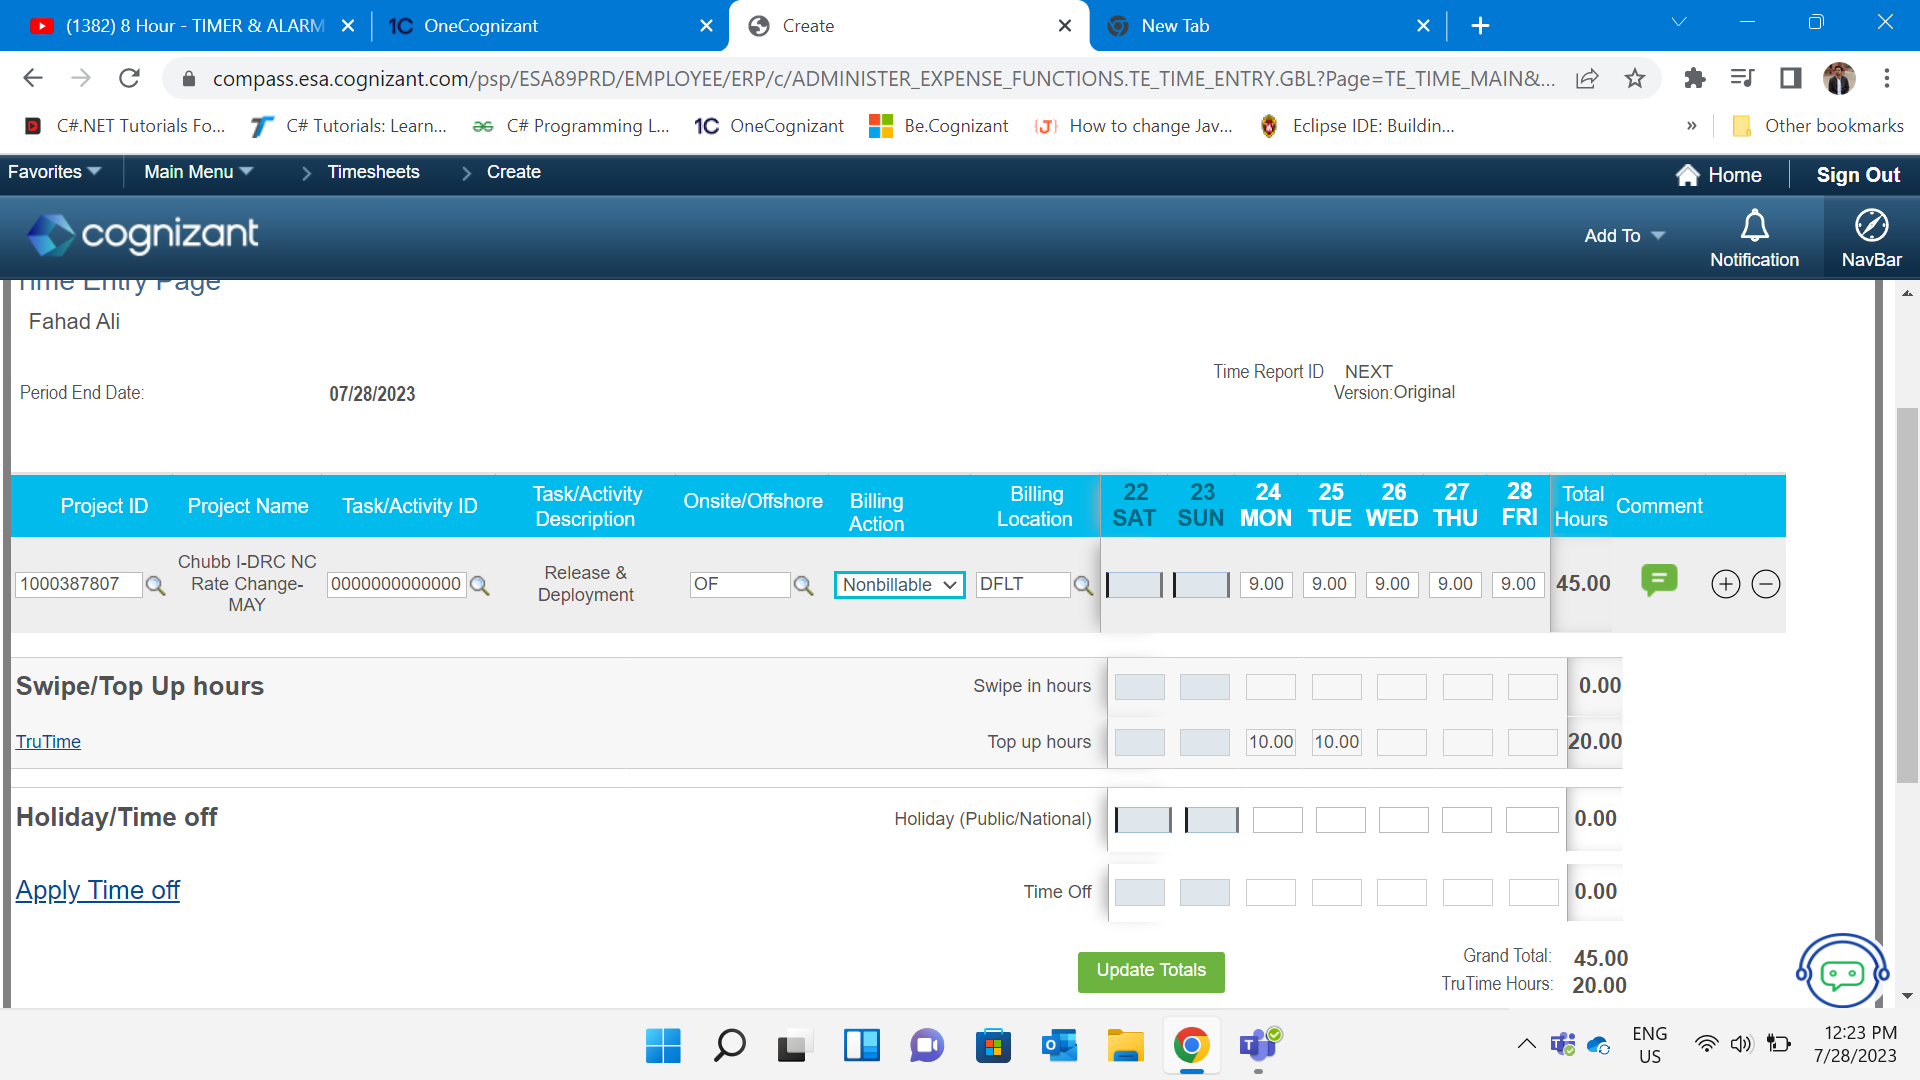 (1382) 8 Hour - TIMER & ALARM
1C OneCognizant
Create
New Tab
compass.esa.cognizant.com/psp/ESA89PRD/EMPLOYEE/ERP/c/ADMINISTER_EXPENSE_FUNCTIONS.TE_TIME_ENTRY.GBL?Page=TE_TIME_MAIN&...
C#.NET Tutorials Fo...
C# Tutorials: Learn...
C# Programming L...
1C OneCognizant
Be.Cognizant
{J} How to change Jav...
Eclipse IDE: Buildin...
»
Other bookmarks
Favorites
Main Menu
Timesheets
Create
Home
Sign Out
cognizant
Add To
Notification
NavBar
Time Entry Page
Fahad Ali
Time Report ID NEXT
Period End Date: 07/28/2023
Version:Original
Project ID
Project Name
Task/Activity ID
Task/Activity
Description
Onsite/Offshore
Billing
Action
Billing
Location
22
SAT
23
SUN
24
MON
25
TUE
26
WED
27
THU
28
FRI
Total
Hours
Comment
1000387807
Chubb I-DRC NC
Rate Change-
MAY
0000000000000
Release &
Deployment
OF
Nonbillable
DFLT
9.00 9.00 9.00 9.00 9.00 45.00
Swipe/Top Up hours
Swipe in hours 0.00
TruTime
Top up hours 10.00 10.00 20.00
Holiday/Time off
Holiday (Public/National) 0.00
Apply Time off
Time Off 0.00
Update Totals
Grand Total: 45.00
TruTime Hours: 20.00
ENG
US
12:23 PM
7/28/2023